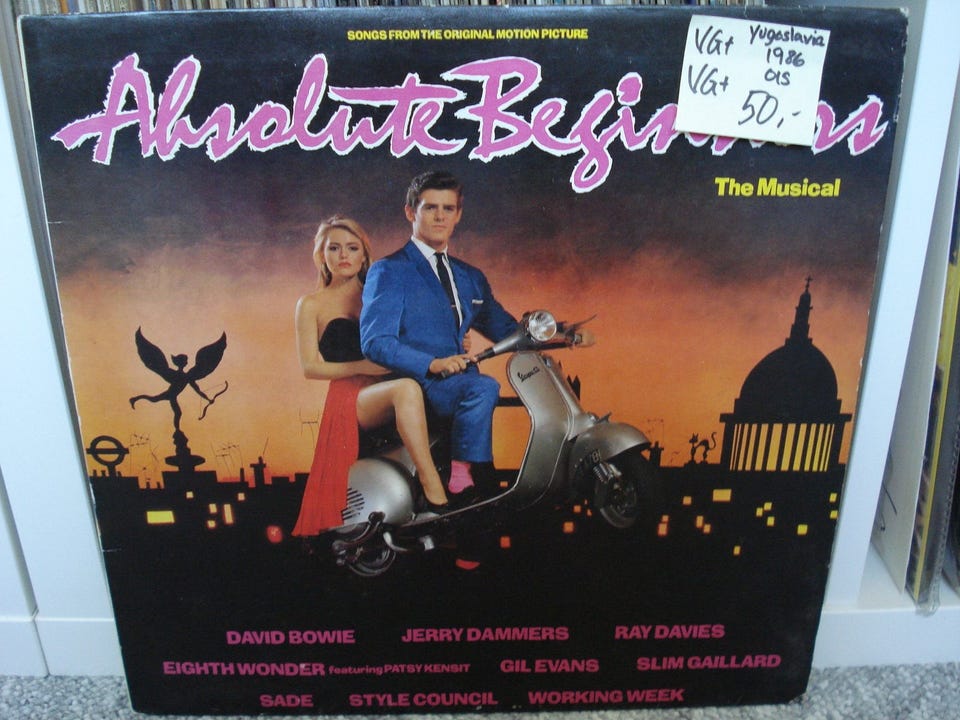 SONGS FROM THE ORIGINAL MOTION PICTURE
Absolute Beginners
VG+ Yugoslavia
1986
VG+ OIS
50,-
The Musical
Vespa
DAVID BOWIE JERRY DAMMERS RAY DAVIES
EIGHTH WONDER featuring PATSY KENSIT GIL EVANS SLIM GAILLARD
SADE STYLE COUNCIL WORKING WEEK